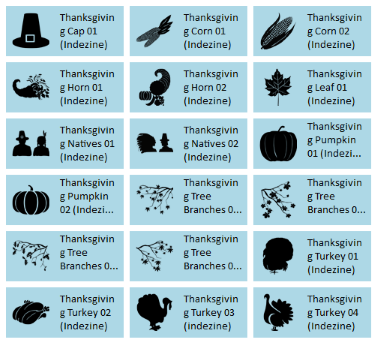 Thanksgivin
g Cap 01
(Indezine)
Thanksgivin
g Corn 01
(Indezine)
Thanksgivin
g Corn 02
(Indezine)
Thanksgivin
g Horn 01
(Indezine)
Thanksgivin
g Horn 02
(Indezine)
Thanksgivin
g Leaf 01
(Indezine)
Thanksgivin
g Natives 01
(Indezine)
Thanksgivin
g Natives 02
(Indezine)
Thanksgivin
g Pumpkin
01 (Indezi...
Thanksgivin
g Pumpkin
02 (Indezi...
Thanksgivin
g Tree
Branches 0...
Thanksgivin
g Tree
Branches 0...
Thanksgivin
g Tree
Branches 0...
Thanksgivin
g Tree
Branches 0...
Thanksgivin
g Turkey 01
(Indezine)
Thanksgivin
g Turkey 02
(Indezine)
Thanksgivin
g Turkey 03
(indezine)
Thanksgivin
g Turkey 04
(Indezine)